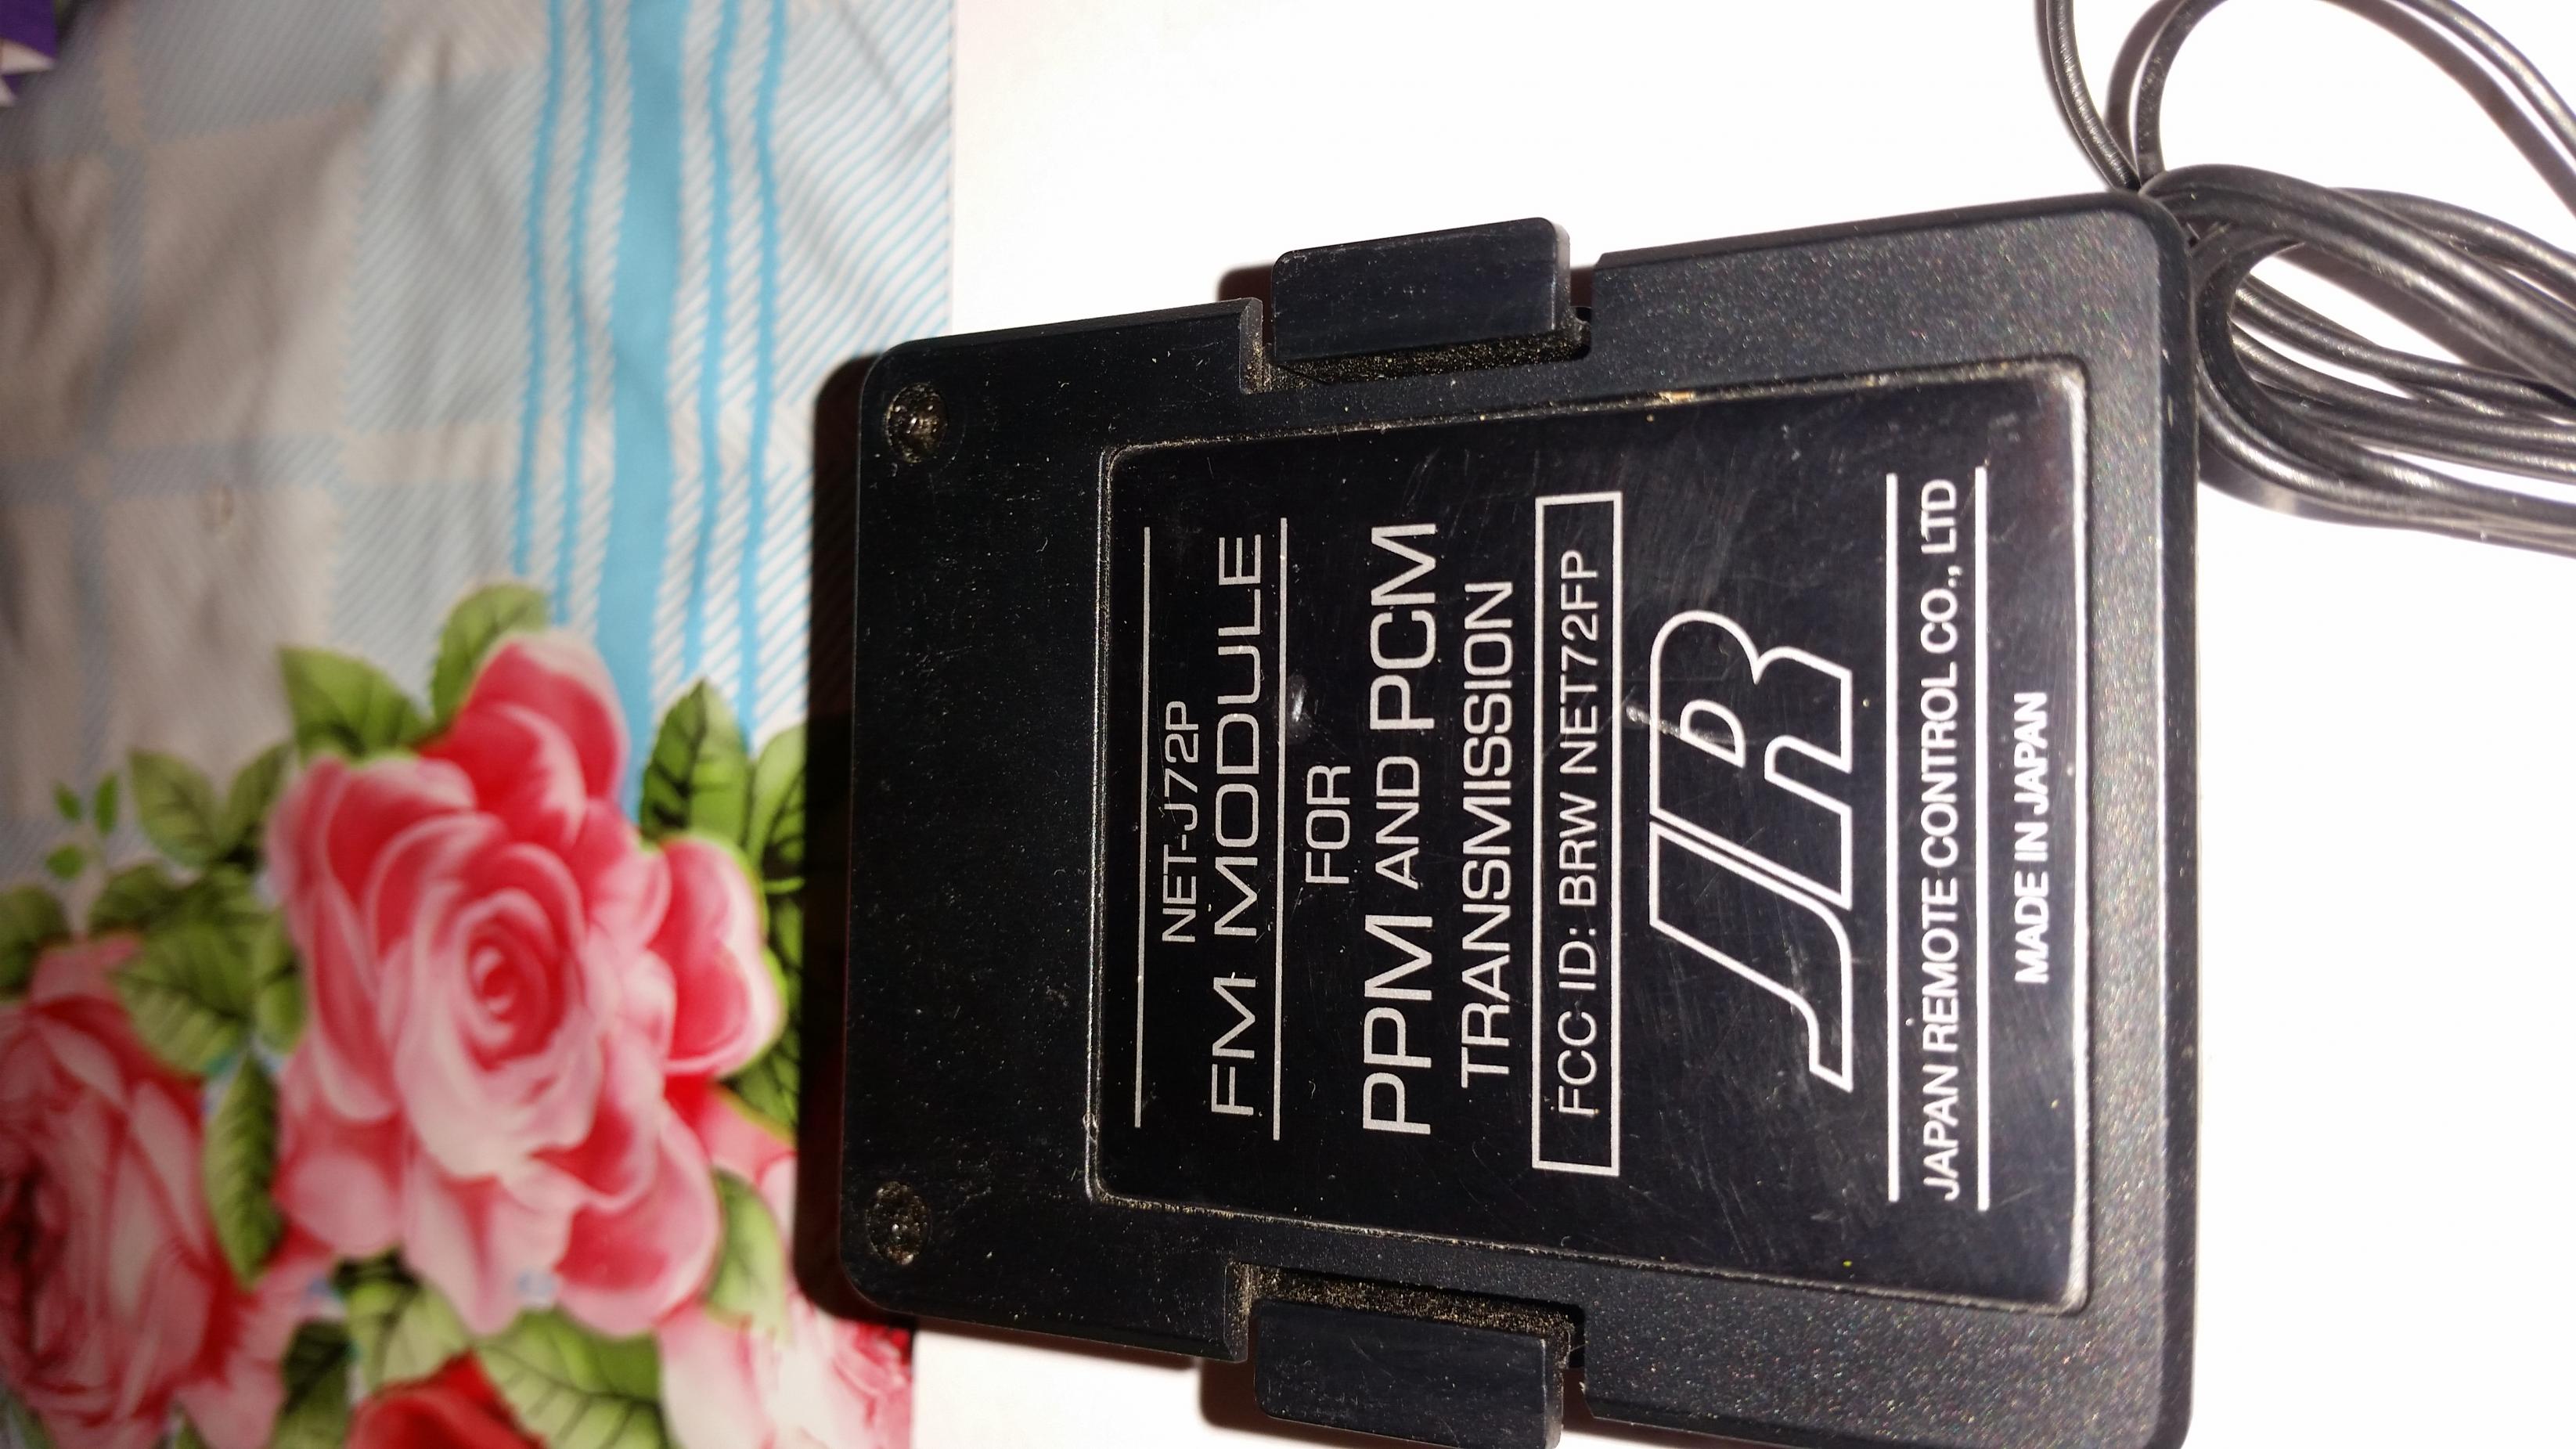 NET-J72P
FM MODULE
FOR
PPM AND PCM
TRANSMISSION
FCC ID: BRW NET72FP
JR
JAPAN REMOTE CONTROL CO., LTD
MADE IN JAPAN